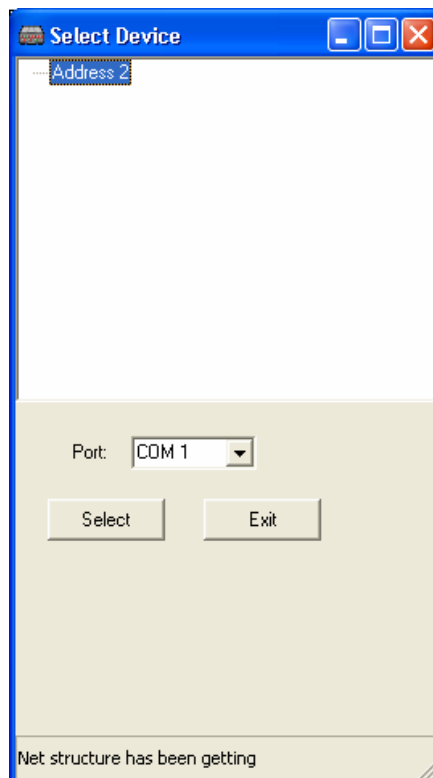 Select Device
Address 2
Port: COM 1
Select Exit
Net structure has been getting